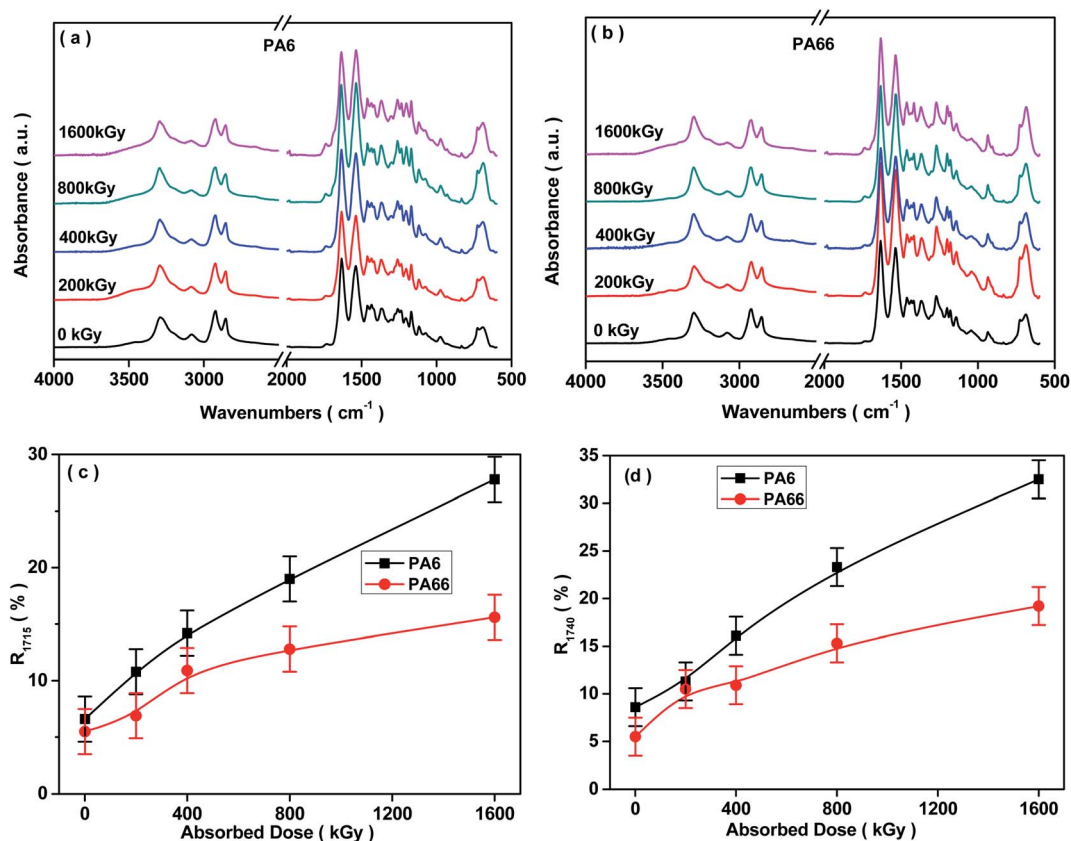 ( a )
PA6
1600kGy
800kGy
400kGy
200kGy
0 kGy
Absorbance ( a.u. )
4000 3500 3000 2000 1500 1000 500
Wavenumbers ( cm⁻¹ )
( b )
PA66
1600kGy
800kGy
400kGy
200kGy
0 kGy
Absorbance ( a.u. )
4000 3500 3000 2000 1500 1000 500
Wavenumbers ( cm⁻¹ )
( c )
PA6
PA66
R₁₇₁₅ ( % )
30
20
10
0
0 400 800 1200 1600
Absorbed Dose ( kGy )
(d)
PA6
PA66
R₁₇₄₀ ( % )
35
30
25
20
15
10
5
0
0 400 800 1200 1600
Absorbed Dose ( kGy )